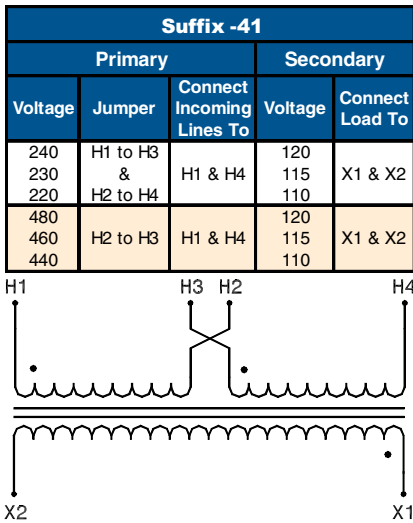 Suffix -41
Primary Secondary
Voltage Jumper Connect Incoming Lines To Voltage Connect Load To
240 H1 to H3 120
230 & H1 & H4 115 X1 & X2
220 H2 to H4 110
480 120
460 H2 to H3 H1 & H4 115 X1 & X2
440 110
H1 H3 H2 H4
X2 X1